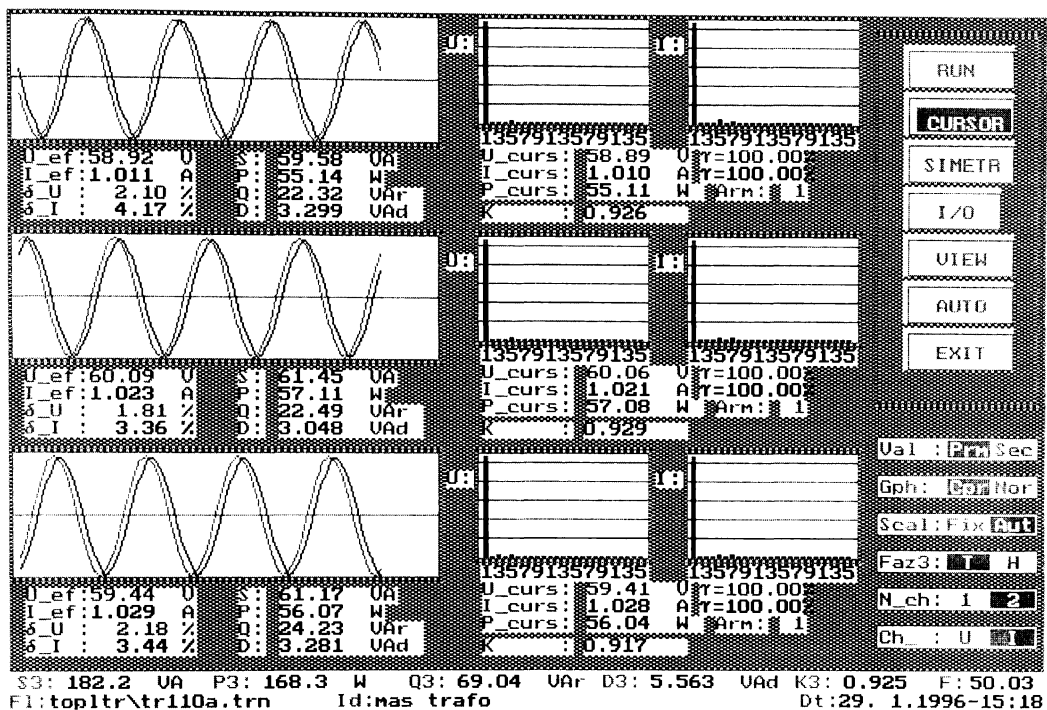 U: I: RUN
1357913579135 1357913579135 CURSOR
U_ef:58.92 V S: 59.58 VA U_curs: 58.89 V γ=100.00% SIMETR
I_ef:1.011 A P: 55.14 W I_curs: 1.010 A γ=100.00%
δ_U : 2.10 % Q: 22.32 VAr P_curs: 55.11 W Arm: 1
δ_I : 4.17 % D: 3.299 VAd K : 0.926 I/O
U: I: VIEW
AUTO
13579135​79135 1357913579135 EXIT
U_ef:60.09 V S: 61.45 VA U_curs: 60.06 V γ=100.00%
I_ef:1.023 A P: 57.11 W I_curs: 1.021 A γ=100.00%
δ_U : 1.81 % Q: 22.49 VAr P_curs: 57.08 W Arm: 1
δ_I : 3.36 % D: 3.048 VAd K : 0.929
Val : Prm Sec
U: I: Gph: Con Nor
Scal: Fix Aut
1357913579135 1357913579135 Faz3: T H
U_ef:59.44 V S: 61.17 VA U_curs: 59.41 V γ=100.00%
I_ef:1.029 A P: 56.07 W I_curs: 1.028 A γ=100.00% N_ch: 1 2
δ_U : 2.18 % Q: 24.23 VAr P_curs: 56.04 W Arm: 1
δ_I : 3.44 % D: 3.281 VAd K : 0.917 Ch_ : U I
S3: 182.2 VA P3: 168.3 W Q3: 69.04 VAr D3: 5.563 VAd K3: 0.925 F: 50.03
Fl:topltr\tr110a.trn Id:mas trafo Dt:29. 1.1996-15:18